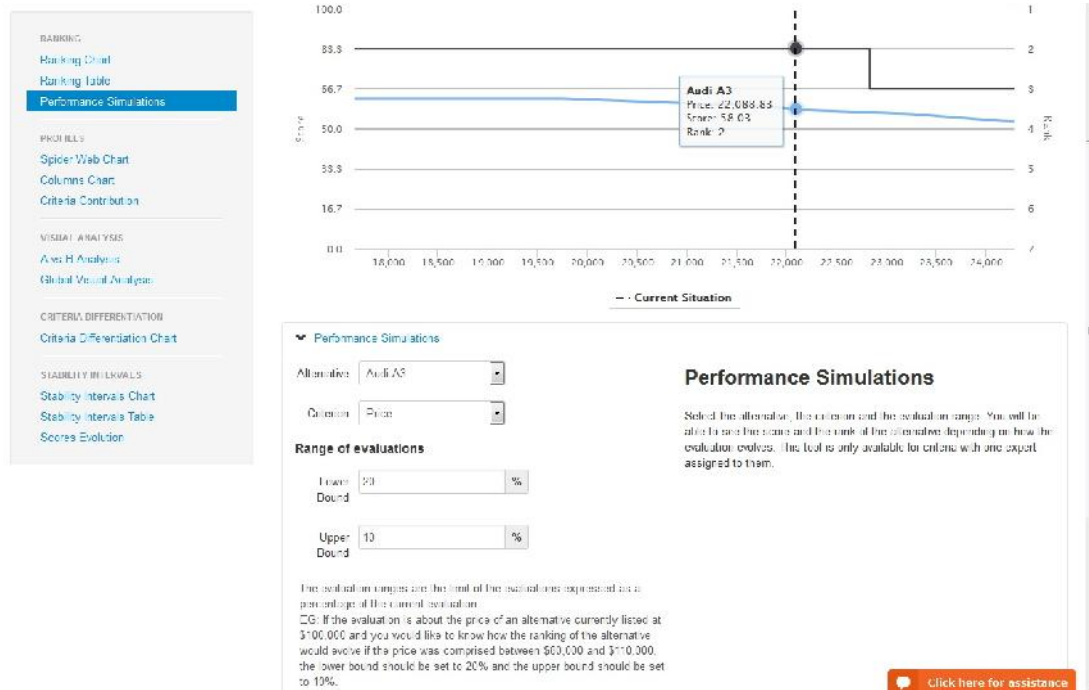 RANKING
Ranking Chart
Ranking Table
Performance Simulations
PROFILES
Spider Web Chart
Columns Chart
Criteria Contribution
VISUAL ANALYSIS
A vs H Analysis
Global Visual Analysis
CRITERIA DIFFERENTIATION
Criteria Differentiation Chart
STABILITY INTERVALS
Stability Intervals Chart
Stability Intervals Table
Scores Evolution
100.0
83.3
66.7
50.0
33.3
16.7
0.0
Score
Audi A3
Price: 22,088.83
Score: 58.03
Rank: 2
1
2
3
4
5
6
7
Rank
18,000 18,500 19,000 19,500 20,000 20,500 21,000 21,500 22,000 22,500 23,000 23,500 24,000
Current Situation
Performance Simulations
Alternative Audi A3
Criterion Price
Range of evaluations
Lower Bound 20 %
Upper Bound 10 %
The evaluation ranges are the limit of the evaluations expressed as a
percentage of the current evaluation.
EG: If the evaluation is about the price of an alternative currently listed at
$100,000 and you would like to know how the ranking of the alternative
would evolve if the price was comprised between $80,000 and $110,000,
the lower bound should be set to 20% and the upper bound should be set
to 10%.
Performance Simulations
Select the alternative, the criterion and the evaluation range. You will be
able to see the score and the rank of the alternative depending on how the
evaluation evolves. This tool is only available for criteria with one expert
assigned to them.
Click here for assistance